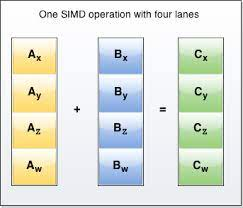 One SIMD operation with four lanes
Ax Bx Cx
Ay By Cy
+ =
Az Bz Cz
Aw Bw Cw